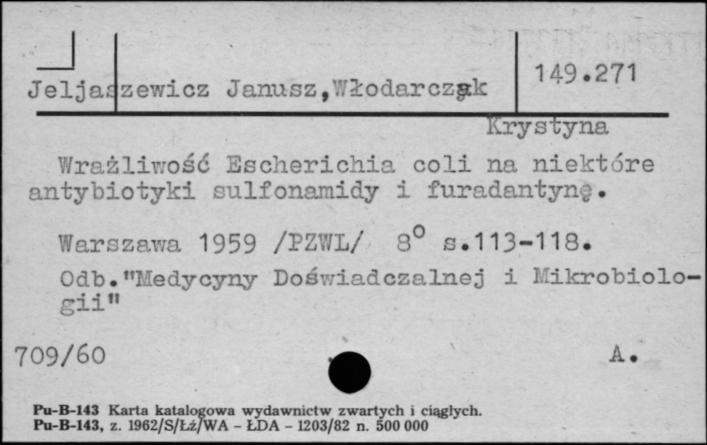 149.271
Jeljaszewicz Janusz, Włodarczak
Krystyna
Wrażliwość Escherichia coli na niektóre
antybiotyki sulfonamidy i furadantynę.
Warszawa 1959 /PZWL/ 8° s.113-118.
Odb."Medycyny Doświadczalnej i Mikrobiolo-
gii"
709/60 A.
Pu-B-143 Karta katalogowa wydawnictw zwartych i ciągłych.
Pu-B-143, z. 1962/S/Łż/WA - ŁDA - 1203/82 n. 500 000